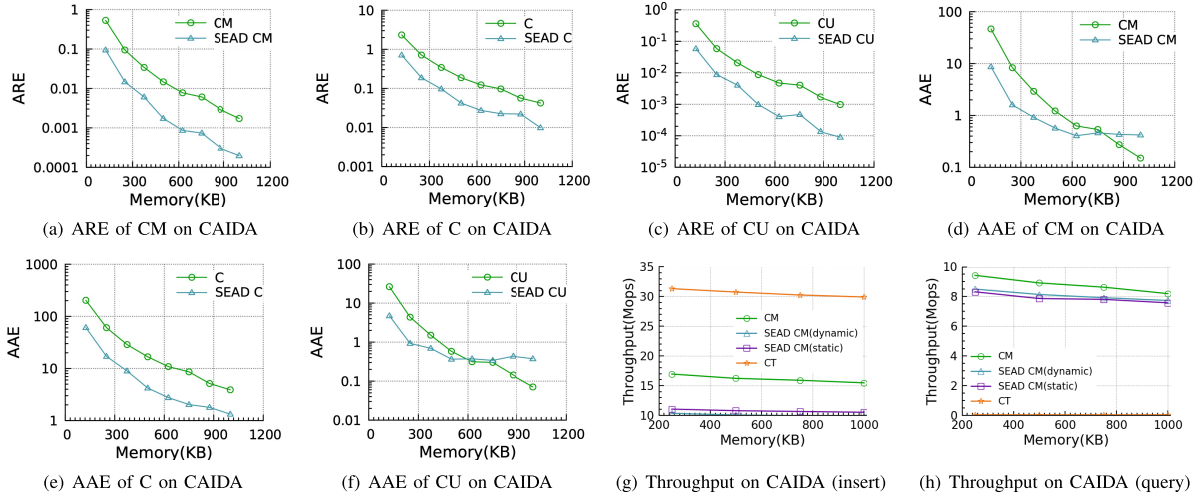 1
0.1
0.01
0.001
0.0001
ARE
CM
SEAD CM
0 300 600 900 1200
Memory(KB)
(a) ARE of CM on CAIDA
10
1
0.1
0.01
0.001
ARE
C
SEAD C
0 300 600 900 1200
Memory(KB)
(b) ARE of C on CAIDA
10^0
10^-1
10^-2
10^-3
10^-4
10^-5
ARE
CU
SEAD CU
0 300 600 900 1200
Memory(KB)
(c) ARE of CU on CAIDA
100
10
1
0.1
AAE
CM
SEAD CM
0 300 600 900 1200
Memory(KB)
(d) AAE of CM on CAIDA
1000
100
10
1
AAE
C
SEAD C
0 300 600 900 1200
Memory(KB)
(e) AAE of C on CAIDA
100
10
1
0.1
0.01
AAE
CU
SEAD CU
0 300 600 900 1200
Memory(KB)
(f) AAE of CU on CAIDA
35
30
25
20
15
10
Throughput(Mops)
CM
SEAD CM(dynamic)
SEAD CM(static)
CT
200 400 600 800 1000
Memory(KB)
(g) Throughput on CAIDA (insert)
10
8
6
4
2
0
Throughput(Mops)
CM
SEAD CM(dynamic)
SEAD CM(static)
CT
200 400 600 800 1000
Memory(KB)
(h) Throughput on CAIDA (query)